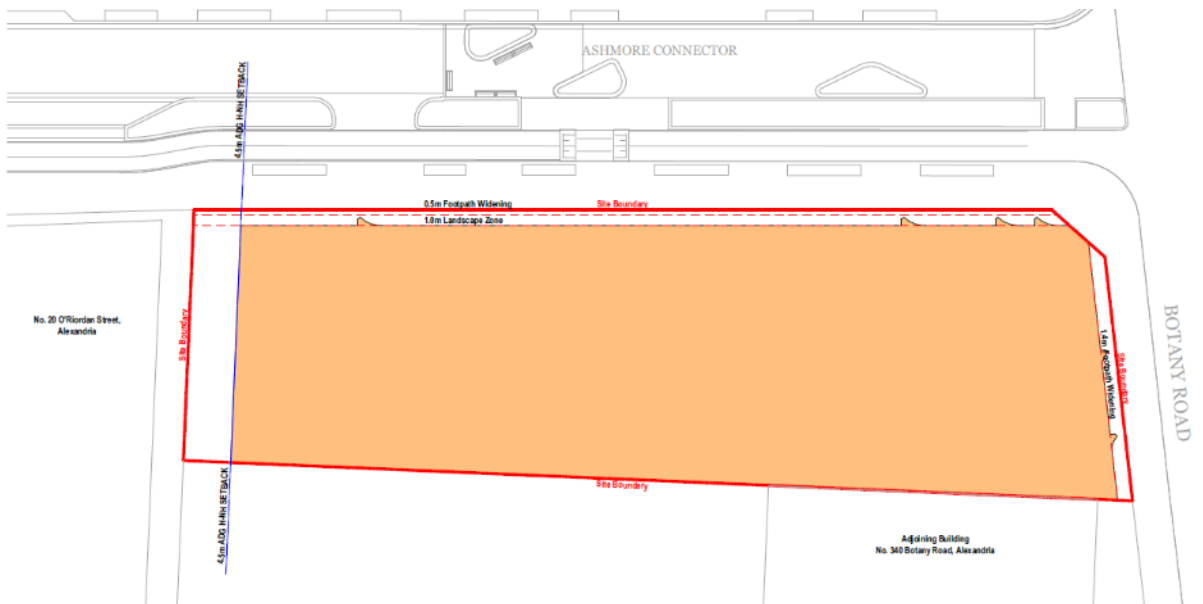 ASHMORE CONNECTOR
4.5m ADG H-NH SETBACK
0.5m Footpath Widening
Site Boundary
1.0m Landscape Zone
No. 20 O'Riordan Street,
Alexandria
Site Boundary
1.4m Footpath Widening
Site Boundary
BOTANY ROAD
4.5m ADG H-NH SETBACK
Site Boundary
Adjoining Building
No. 340 Botany Road, Alexandria